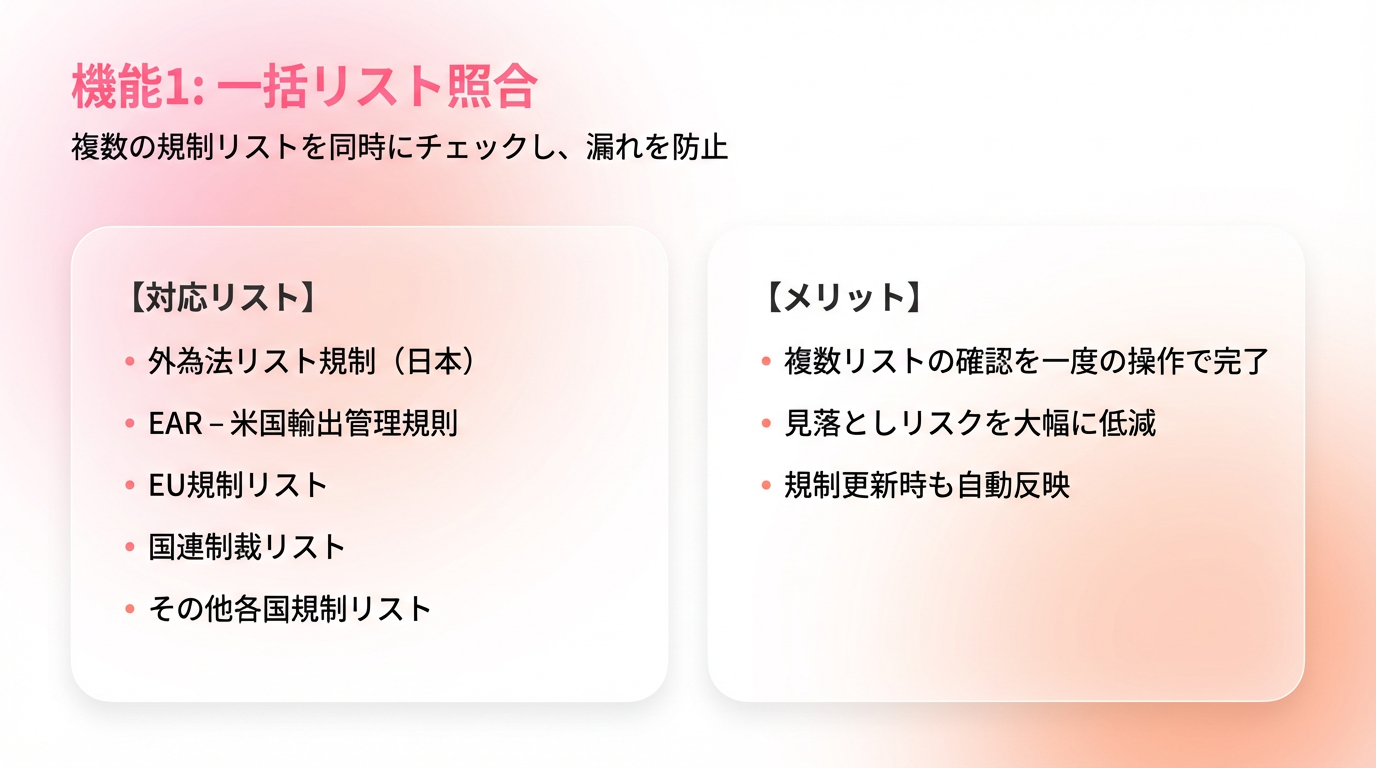 機能1: 一括リスト照合
複数の規制リストを同時にチェックし、漏れを防止
【対応リスト】
• 外為法リスト規制（日本）
• EAR – 米国輸出管理規則
• EU規制リスト
• 国連制裁リスト
• その他各国規制リスト
【メリット】
• 複数リストの確認を一度の操作で完了
• 見落としリスクを大幅に低減
• 規制更新時も自動反映